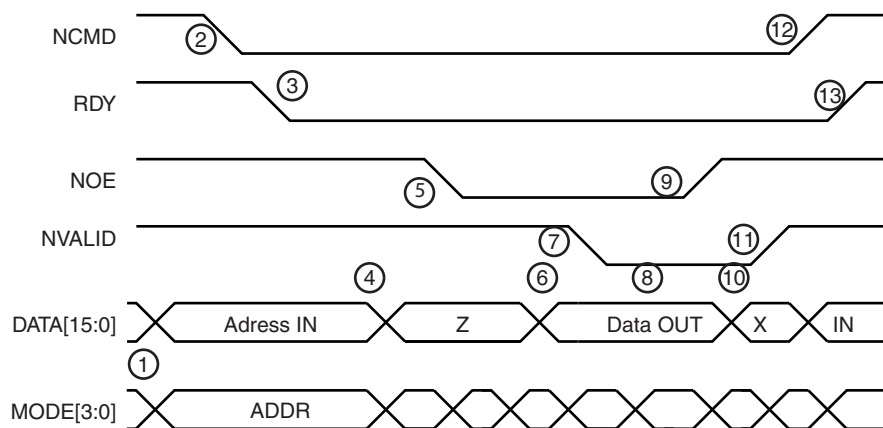 NCMD 2 12
RDY 3 13
NOE 5 9
NVALID 7 11
4 6 8 10
DATA[15:0] Adress IN Z Data OUT X IN
1
MODE[3:0] ADDR